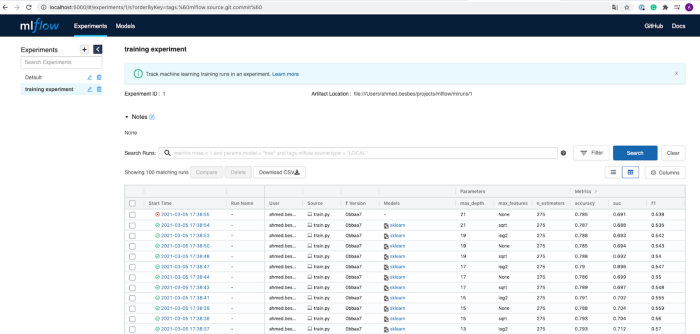 localhost:5000/#/experiments/1/s?orderByKey=tags.%60mlflow.source.git.commit%60
mlflow Experiments Models GitHub Docs
Experiments
training experiment
Search Experiments
Default
training experiment
Track machine learning training runs in an experiment. Learn more
Experiment ID : 1 Artifact Location : file:///Users/ahmed.besbes/projects/mlflow/mlruns/1
Notes
None
Search Runs: metrics.rmse < 1 and params.model = "tree" and tags.mlflow.source.type = "LOCAL" Filter Search Clear
Showing 100 matching runs Compare Delete Download CSV Columns
Parameters Metrics
Start Time Run Name User Source Version Models max_depth max_features n_estimators accuracy auc f1
2021-03-05 17:38:55 - ahmed.bes... train.py 0bbaa7 - 21 None 275 0.785 0.691 0.538
2021-03-05 17:38:54 - ahmed.bes... train.py 0bbaa7 sklearn 21 sqrt 275 0.787 0.688 0.535
2021-03-05 17:38:53 - ahmed.bes... train.py 0bbaa7 sklearn 19 log2 275 0.788 0.693 0.542
2021-03-05 17:38:50 - ahmed.bes... train.py 0bbaa7 sklearn 19 None 275 0.785 0.694 0.543
2021-03-05 17:38:48 - ahmed.bes... train.py 0bbaa7 sklearn 19 sqrt 275 0.788 0.692 0.54
2021-03-05 17:38:47 - ahmed.bes... train.py 0bbaa7 sklearn 17 log2 275 0.79 0.696 0.547
2021-03-05 17:38:44 - ahmed.bes... train.py 0bbaa7 sklearn 17 None 275 0.786 0.699 0.55
2021-03-05 17:38:43 - ahmed.bes... train.py 0bbaa7 sklearn 17 sqrt 275 0.789 0.697 0.548
2021-03-05 17:38:41 - ahmed.bes... train.py 0bbaa7 sklearn 15 log2 275 0.791 0.702 0.555
2021-03-05 17:38:39 - ahmed.bes... train.py 0bbaa7 sklearn 15 None 275 0.788 0.704 0.559
2021-03-05 17:38:38 - ahmed.bes... train.py 0bbaa7 sklearn 15 sqrt 275 0.793 0.704 0.56
2021-03-05 17:38:37 - ahmed.bes... train.py 0bbaa7 sklearn 13 log2 275 0.793 0.712 0.57